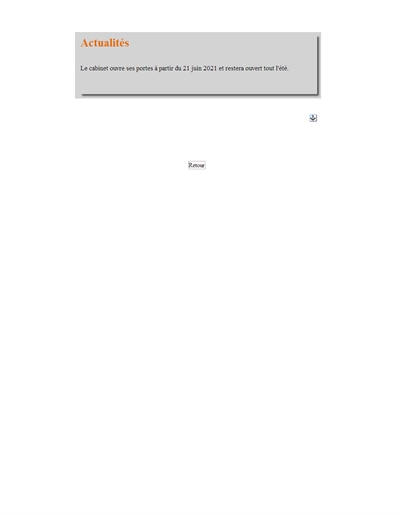 Actualités
Le cabinet ouvre ses portes à partir du 21 juin 2021 et restera ouvert tout l'été.
Retour